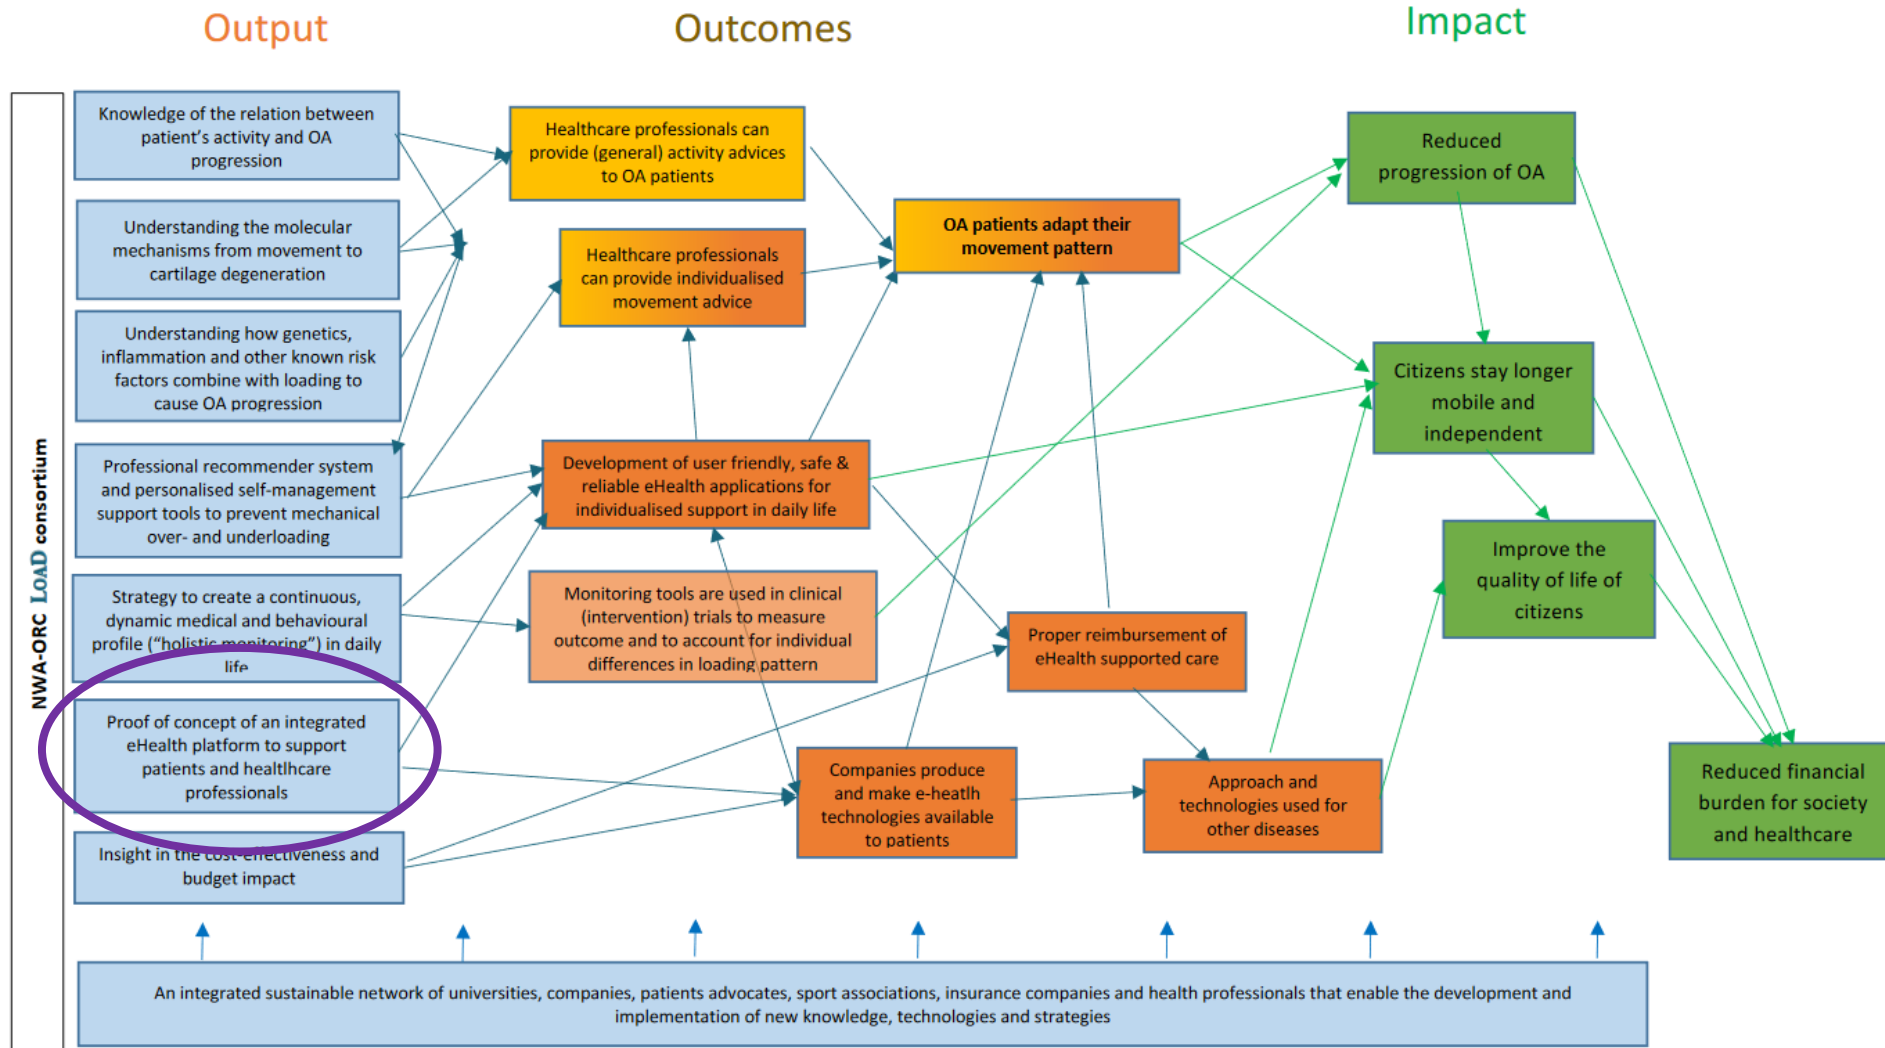 Output
Outcomes
Impact
NWA-ORC LOAD consortium
Knowledge of the relation between
patient's activity and OA
progression
Understanding the molecular
mechanisms from movement to
cartilage degeneration
Understanding how genetics,
inflammation and other known risk
factors combine with loading to
cause OA progression
Professional recommender system
and personalised self-management
support tools to prevent mechanical
over- and underloading
Strategy to create a continuous,
dynamic medical and behavioural
profile ("holistic monitoring") in daily
life
Proof of concept of an integrated
eHealth platform to support
patients and healtlhcare
professionals
Insight in the cost-effectiveness and
budget impact
Healthcare professionals can
provide (general) activity advices
to OA patients
Healthcare professionals
can provide individualised
movement advice
OA patients adapt their
movement pattern
Development of user friendly, safe &
reliable eHealth applications for
individualised support in daily life
Monitoring tools are used in clinical
(intervention) trials to measure
outcome and to account for individual
differences in loading pattern
Proper reimbursement of
eHealth supported care
Companies produce
and make e-heatlh
technologies available
to patients
Approach and
technologies used for
other diseases
Reduced
progression of OA
Citizens stay longer
mobile and
independent
Improve the
quality of life of
citizens
Reduced financial
burden for society
and healthcare
An integrated sustainable network of universities, companies, patients advocates, sport associations, insurance companies and health professionals that enable the development and
implementation of new knowledge, technologies and strategies